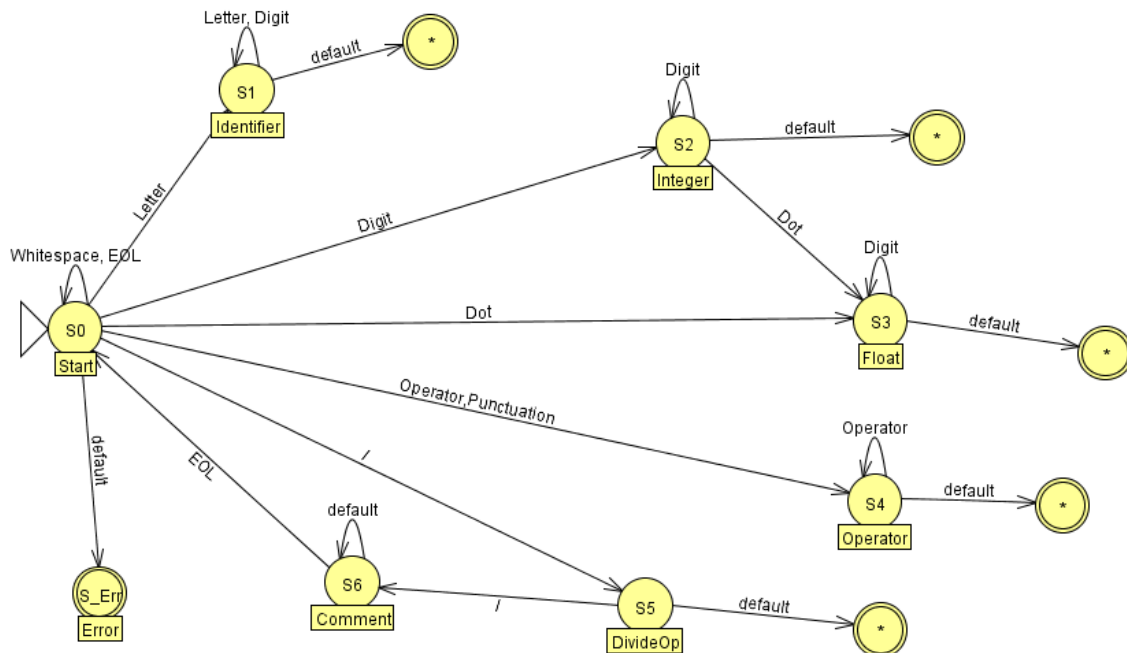 Letter, Digit
default
*
S1
Identifier
Digit
default
*
S2
Integer
Letter
Digit
Dot
Whitespace, EOL
Digit
S0
Start
Dot
S3
Float
default
*
Operator,Punctuation
Operator
default
EOL
/
S4
Operator
default
*
default
S_Err
Error
S6
Comment
/
S5
DivideOp
default
*